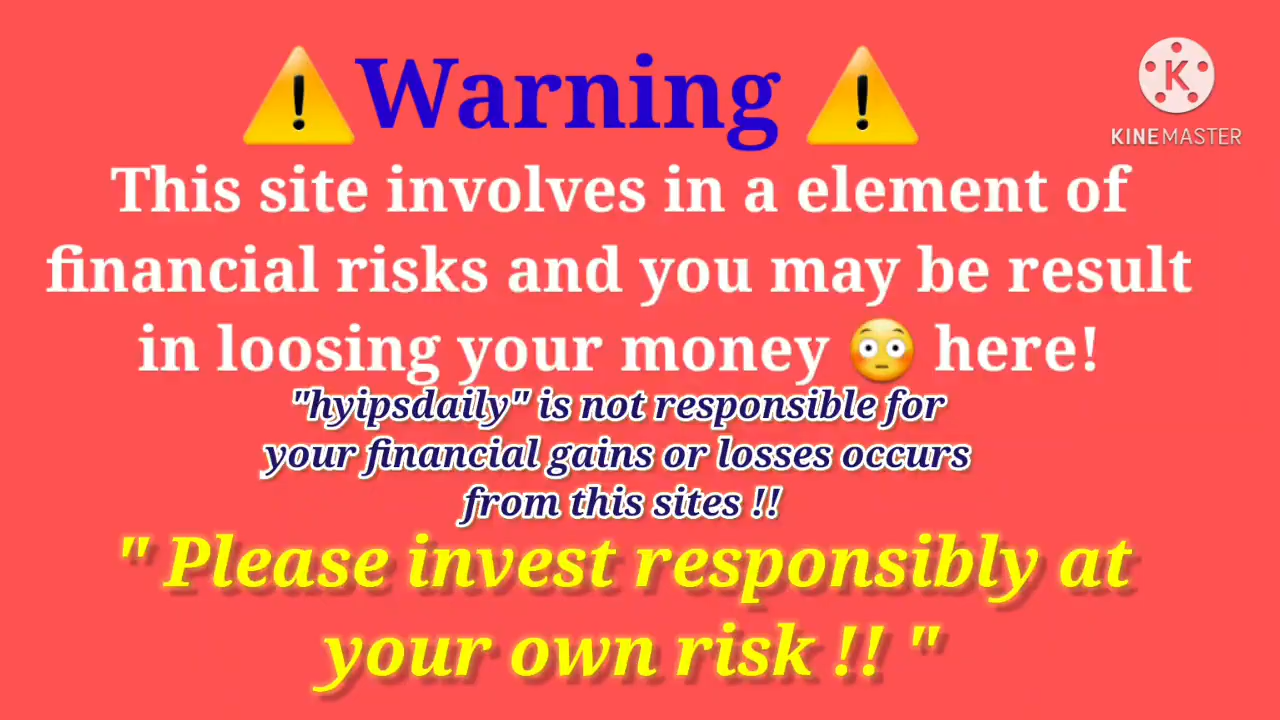 ⚠️Warning ⚠️
K
KINEMASTER
This site involves in a element of
financial risks and you may be result
in loosing your money 😳 here!
"hyipsdaily" is not responsible for
your financial gains or losses occurs
from this sites !!
" Please invest responsibly at
your own risk !! "